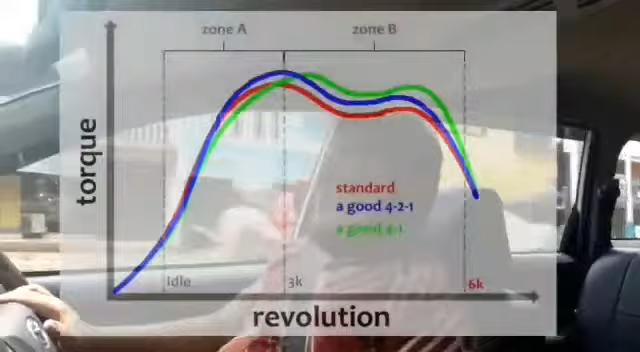 zone A
zone B
torque
standard
a good 4-2-1
a good 4-1
Idle
3k
6k
revolution